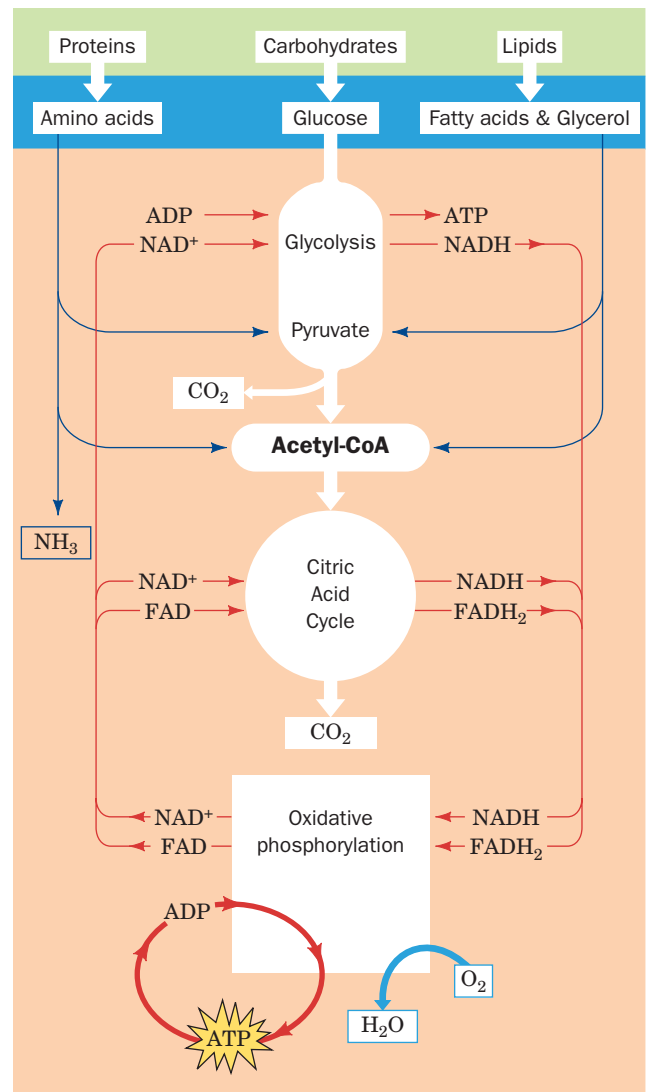 Proteins
Carbohydrates
Lipids
Amino acids
Glucose
Fatty acids & Glycerol
ADP
ATP
NAD⁺
Glycolysis
NADH
Pyruvate
CO₂
Acetyl-CoA
NH₃
NAD⁺
Citric
Acid
Cycle
NADH
FAD
FADH₂
CO₂
NAD⁺
Oxidative
phosphorylation
NADH
FAD
FADH₂
ADP
O₂
ATP
H₂O